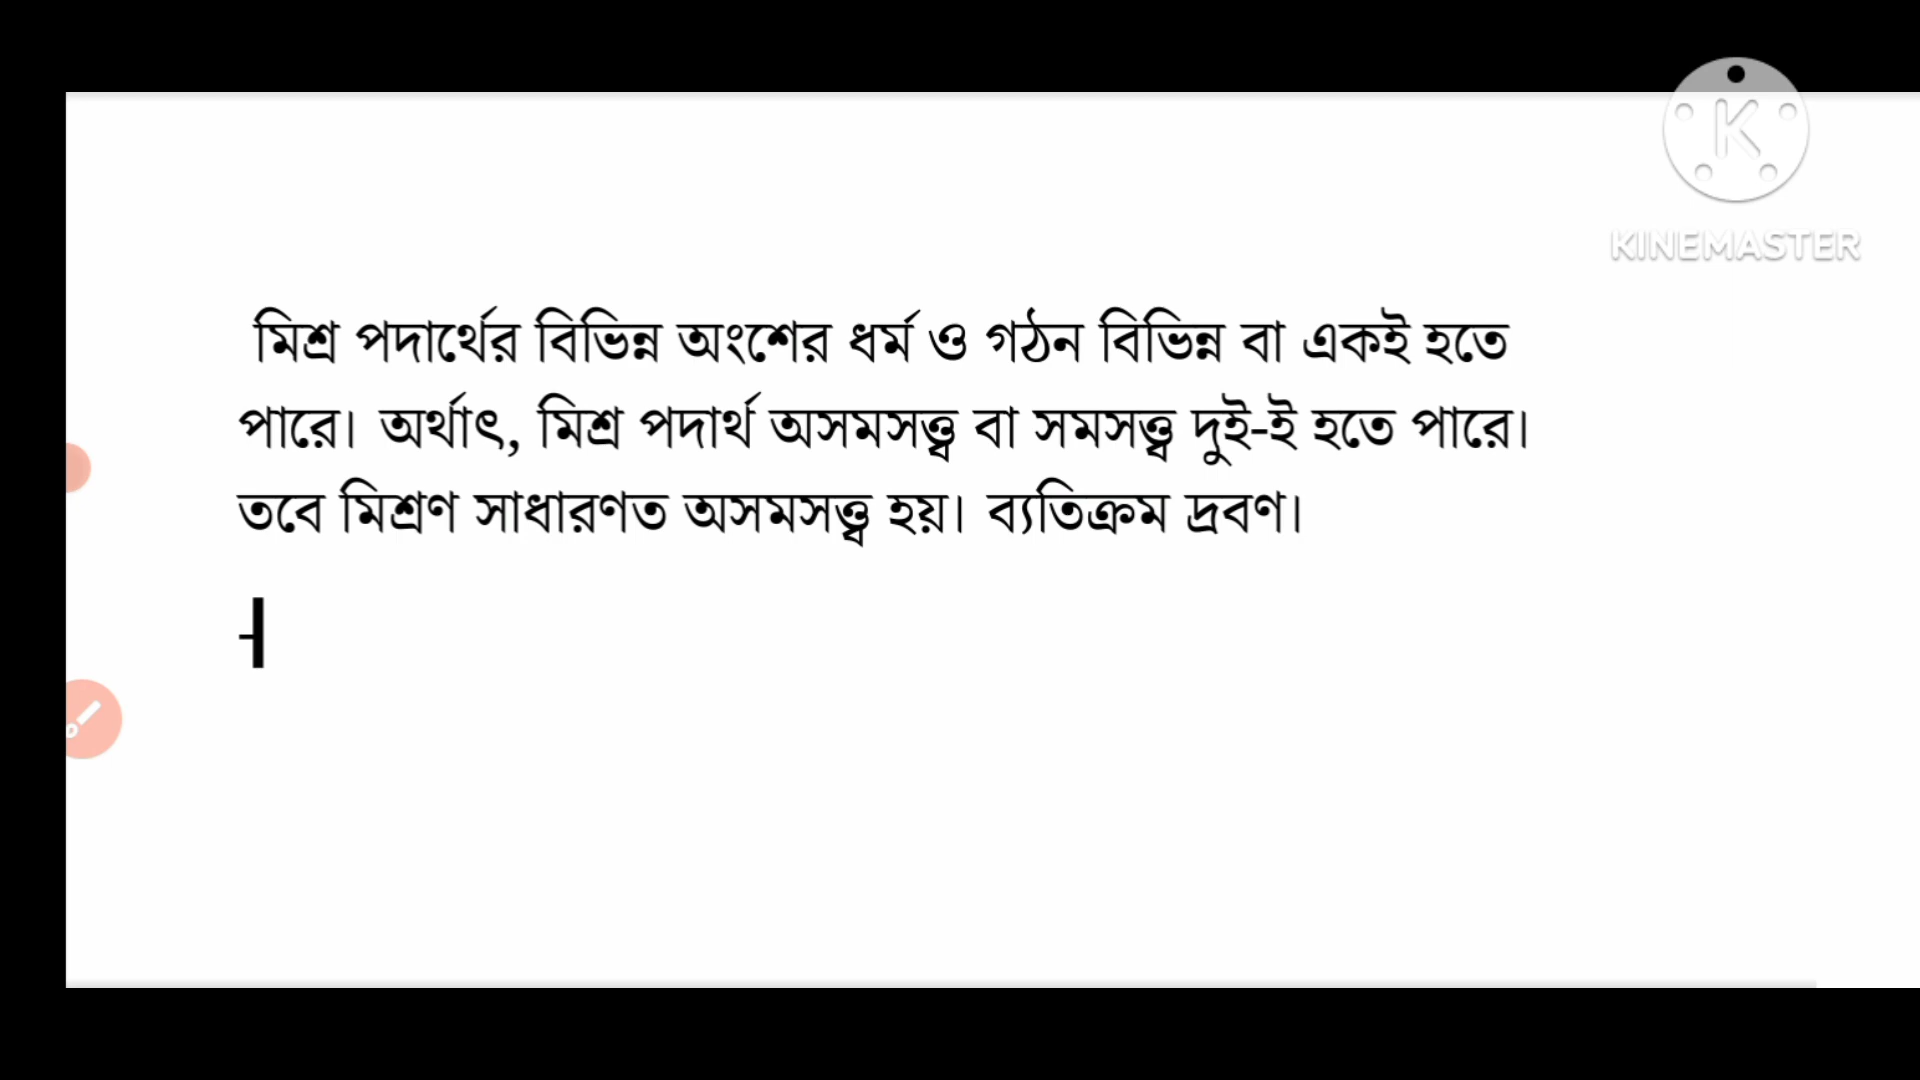 KINEMASTER
মিশ্র পদার্থের বিভিন্ন অংশের ধর্ম ও গঠন বিভিন্ন বা একই হতে
পারে। অর্থাৎ, মিশ্র পদার্থ অসমসত্ত্ব বা সমসত্ত্ব দুই-ই হতে পারে।
তবে মিশ্রণ সাধারণত অসমসত্ত্ব হয়। ব্যতিক্রম দ্রবণ।
-